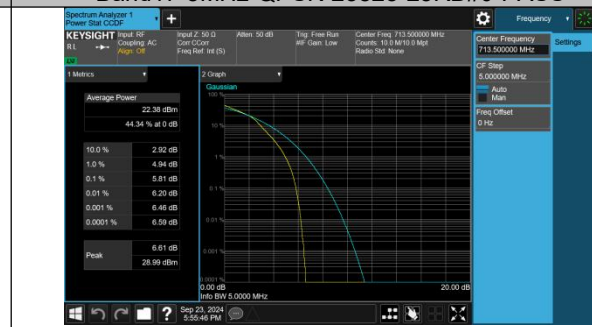 Spectrum Analyzer 1
Power Stat CCDF
Frequency
KEYSIGHT
Input: RF
Input Z: 50 Ω
Atten: 50 dB
Trig: Free Run
Center Freq: 713.500000 MHz
RL
Coupling: AC
Corr CCorr
#IF Gain: Low
Counts: 10.0 M/10.0 Mpt
Align: Off
Freq Ref: Int (S)
Radio Std: None
Center Frequency
713.500000 MHz
Settings
CF Step
5.000000 MHz
Auto
Man
Freq Offset
0 Hz
1 Metrics
2 Graph
Average Power
22.38 dBm
44.34 % at 0 dB
10.0 % 2.92 dB
1.0 % 4.94 dB
0.1 % 5.81 dB
0.01 % 6.20 dB
0.001 % 6.46 dB
0.0001 % 6.59 dB
Peak
6.61 dB
28.99 dBm
Gaussian
100 %
10 %
1 %
0.1 %
0.01 %
0.001 %
0.0001 %
0.00 dB
20.00 dB
Info BW 5.0000 MHz
Sep 23, 2024
5:55:46 PM